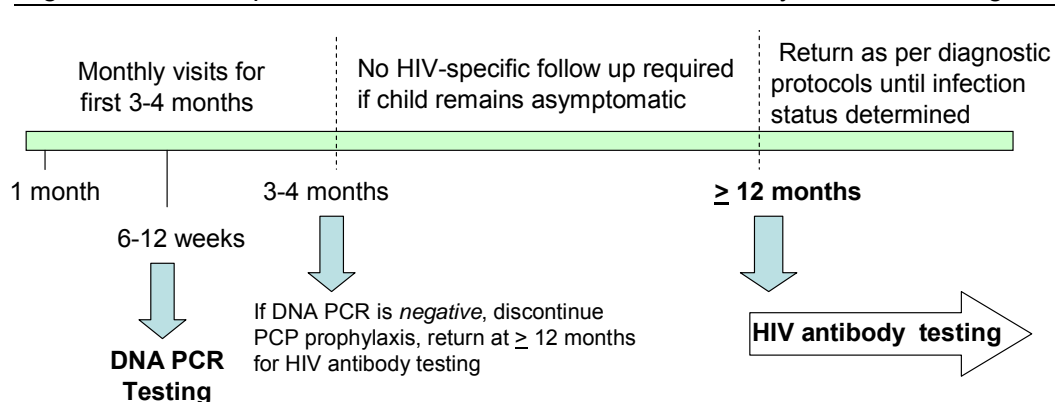 Monthly visits for
first 3-4 months
No HIV-specific follow up required
if child remains asymptomatic
Return as per diagnostic
protocols until infection
status determined
1 month
3-4 months
≥ 12 months
6-12 weeks
If DNA PCR is negative, discontinue
PCP prophylaxis, return at ≥ 12 months
for HIV antibody testing
HIV antibody testing
DNA PCR
Testing